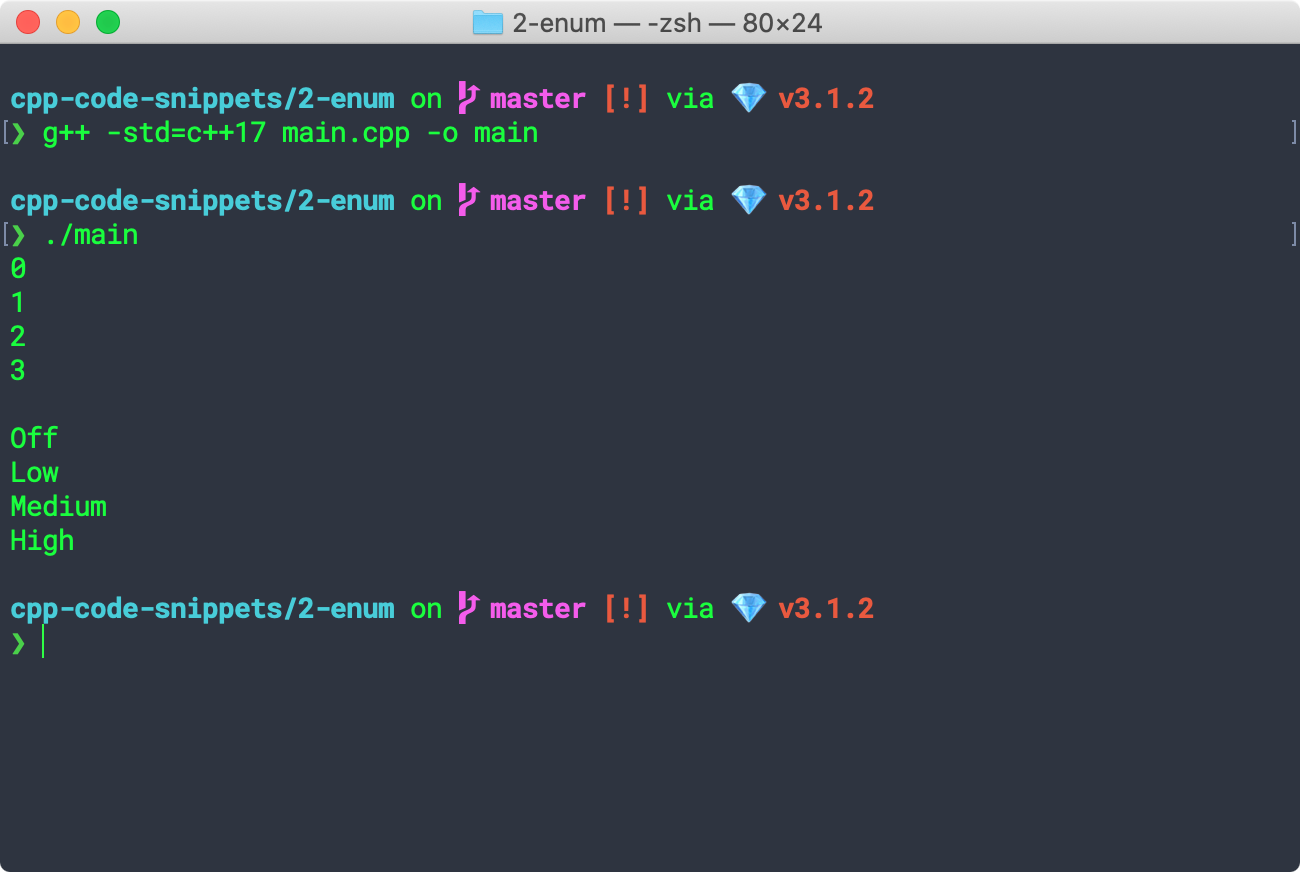 2-enum — -zsh — 80×24
cpp-code-snippets/2-enum on master [!] via 💎 v3.1.2
[❯ g++ -std=c++17 main.cpp -o main ]
cpp-code-snippets/2-enum on master [!] via 💎 v3.1.2
[❯ ./main ]
0
1
2
3
Off
Low
Medium
High
cpp-code-snippets/2-enum on master [!] via 💎 v3.1.2
❯